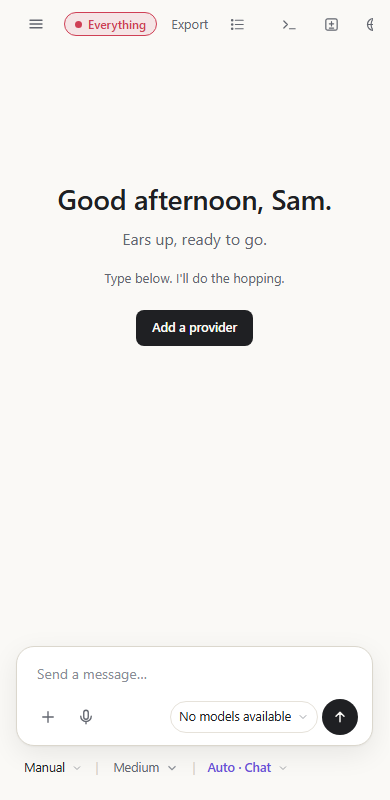 Everything
Export
Good afternoon, Sam.
Ears up, ready to go.
Type below. I'll do the hopping.
Add a provider
Send a message...
No models available
Manual
Medium
Auto · Chat